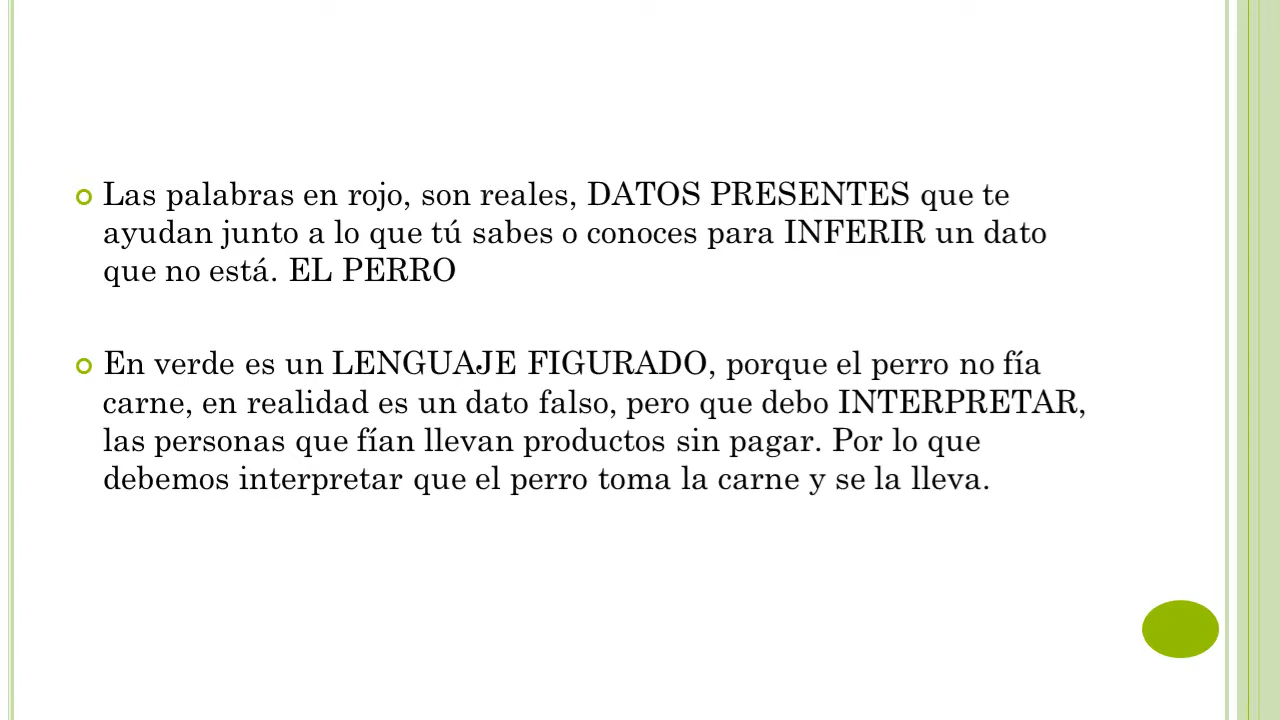 Las palabras en rojo, son reales, DATOS PRESENTES que te
ayudan junto a lo que tú sabes o conoces para INFERIR un dato
que no está. EL PERRO
En verde es un LENGUAJE FIGURADO, porque el perro no fía
carne, en realidad es un dato falso, pero que debo INTERPRETAR,
las personas que fían llevan productos sin pagar. Por lo que
debemos interpretar que el perro toma la carne y se la lleva.